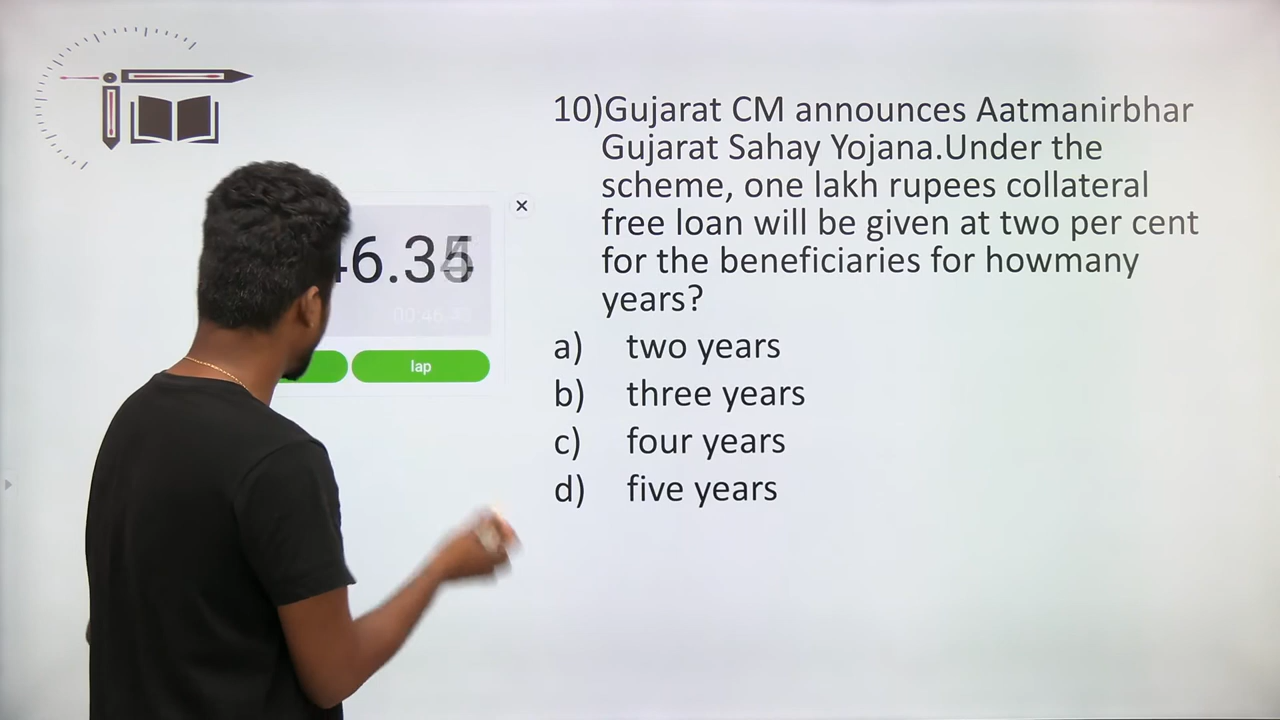 10)Gujarat CM announces Aatmanirbhar
Gujarat Sahay Yojana.Under the
scheme, one lakh rupees collateral
free loan will be given at two per cent
for the beneficiaries for howmany
years?
a) two years
b) three years
c) four years
d) five years
lap